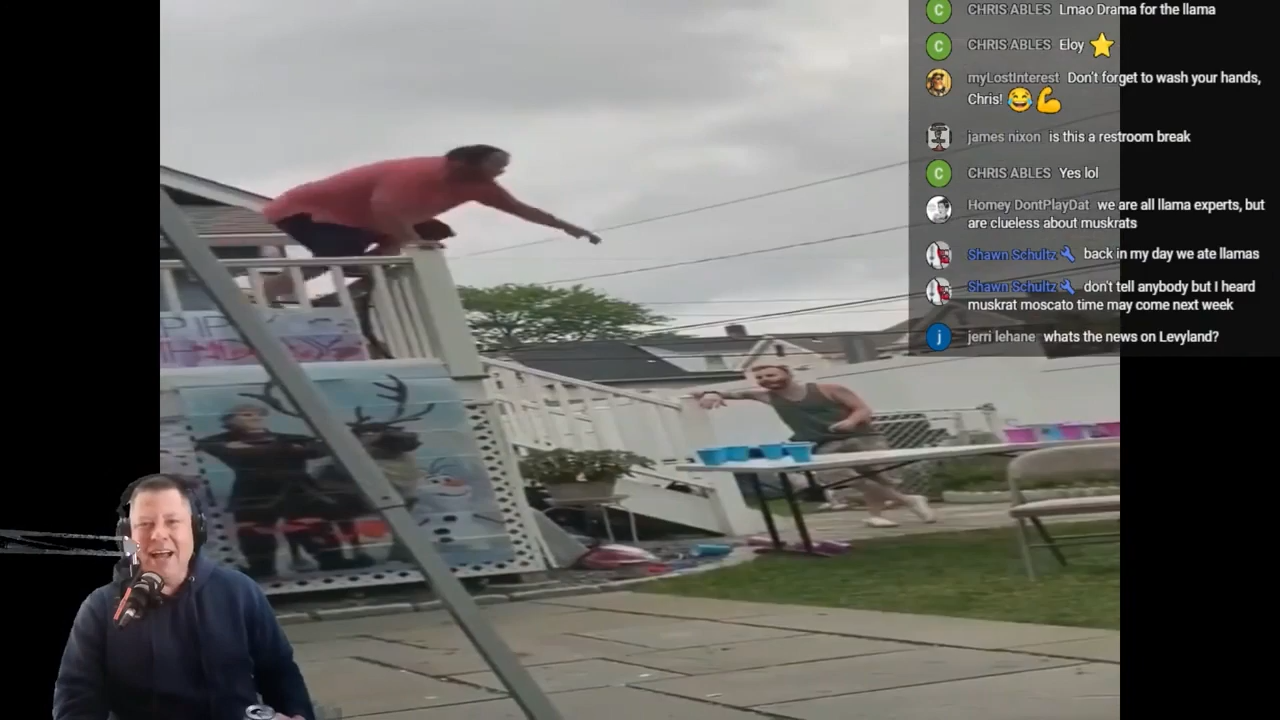 CHRIS ABLES Lmao Drama for the llama
CHRIS ABLES Eloy
myLostInterest Don't forget to wash your hands,
Chris!
james nixon is this a restroom break
CHRIS ABLES Yes lol
Homey DontPlayDat we are all llama experts, but
are clueless about muskrats
Shawn Schultz back in my day we ate llamas
Shawn Schultz don't tell anybody but I heard
muskrat moscato time may come next week
jerri lehane whats the news on Levyland?